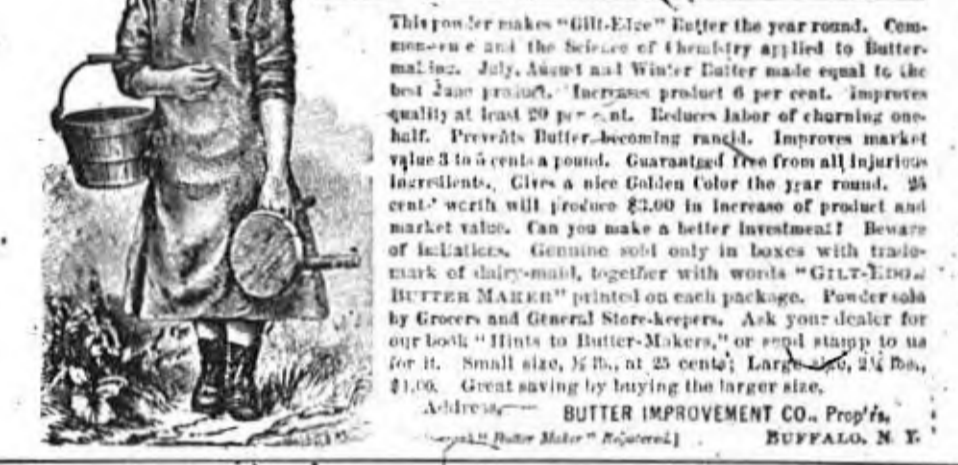 This powder makes "Gilt-Edge" Butter the year round. Com-
mon-sense and the Science of Chemistry applied to Butter-
making. July, August and Winter Butter made equal to the
best June product. Increases product 6 per cent. Improves
quality at least 20 per cent. Reduces labor of churning one-
half. Prevents Butter becoming rancid. Improves market
value 3 to 5 cents a pound. Guaranteed free from all injurious
ingredients. Gives a nice Golden Color the year round. 25
cents' worth will produce $3.00 in increase of product and
market value. Can you make a better investment? Beware
of imitations. Genuine sold only in boxes with trade-
mark of dairy-maid, together with words "GILT-EDGE
BUTTER MAKER" printed on each package. Powder sold
by Grocers and General Store-keepers. Ask your dealer for
our book "Hints to Butter-Makers," or send stamp to us
for it. Small size, ½ lb., at 25 cents; Large size, 2½ lbs.,
$1.00. Great saving by buying the larger size.
Address, BUTTER IMPROVEMENT CO., Prop'rs,
"Butter Maker" Registered.] BUFFALO, N. Y.